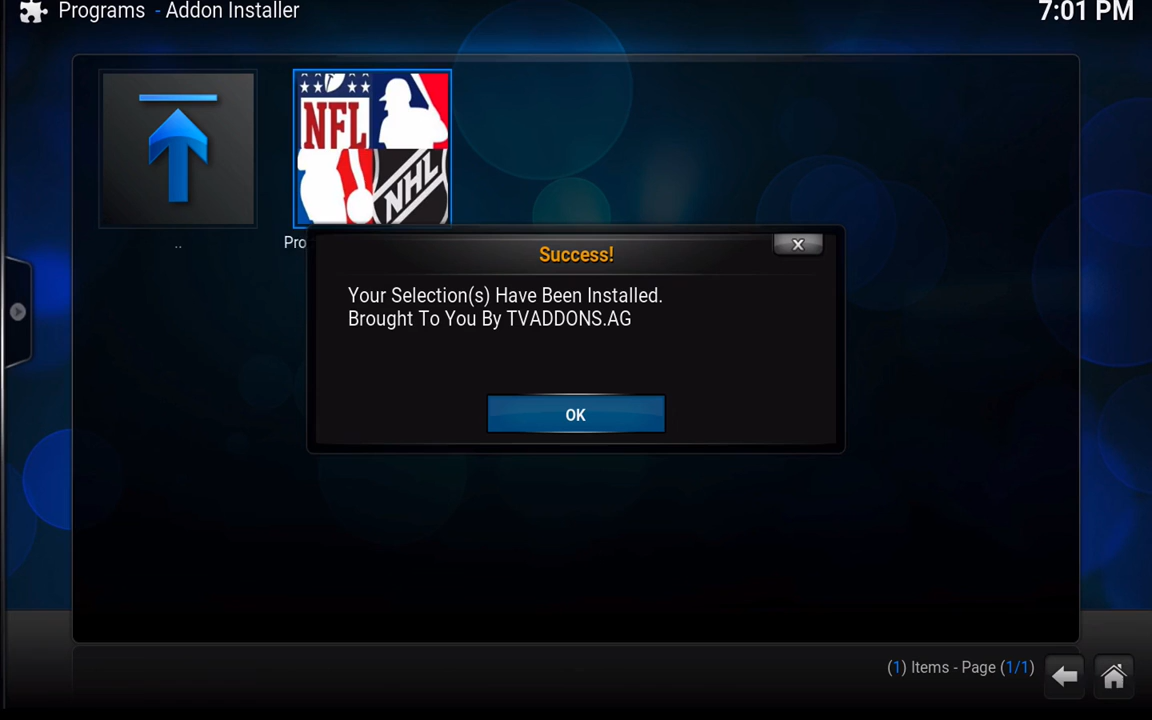 Programs - Addon Installer
7:01 PM
NFL
NHL
..
Pro
Success!
X
Your Selection(s) Have Been Installed.
Brought To You By TVADDONS.AG
OK
(1) Items - Page (1/1)